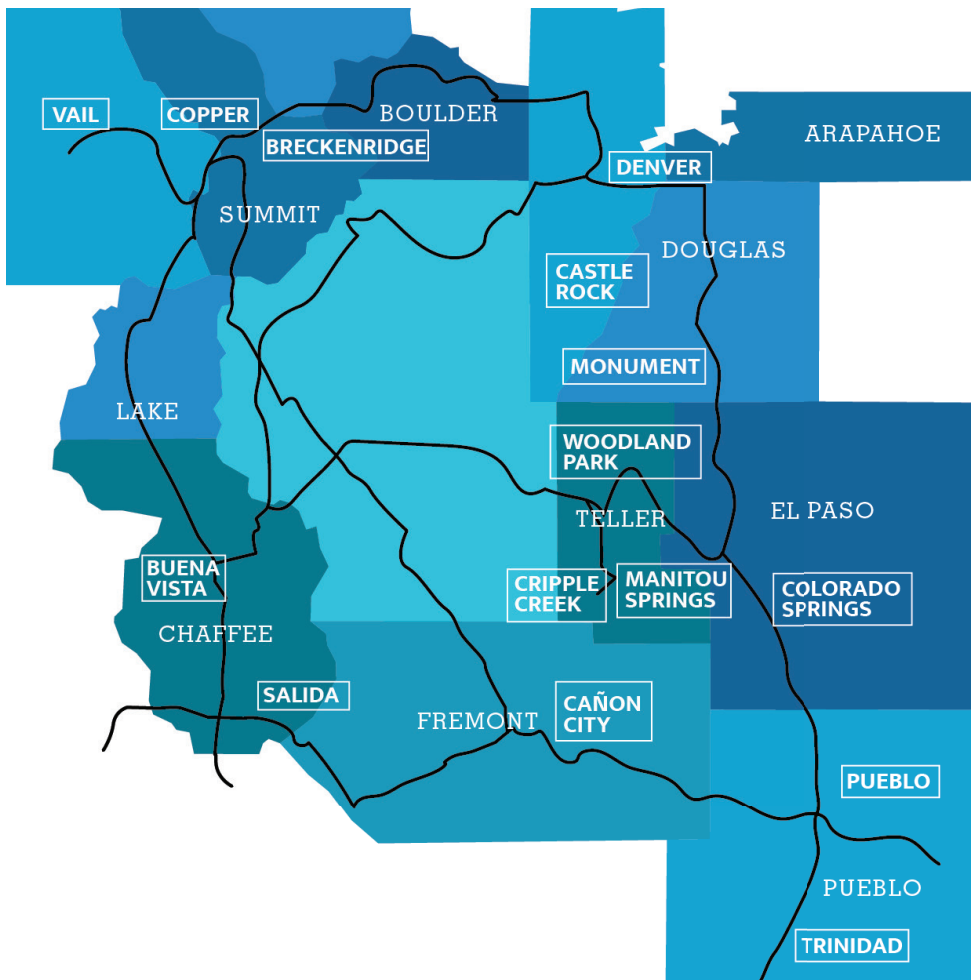 VAIL
COPPER
BOULDER
ARAPAHOE
BRECKENRIDGE
DENVER
SUMMIT
DOUGLAS
CASTLE
ROCK
MONUMENT
LAKE
WOODLAND
PARK
TELLER
EL PASO
BUENA
VISTA
CRIPPLE
CREEK
MANITOU
SPRINGS
COLORADO
SPRINGS
CHAFFEE
SALIDA
FREMONT
CAÑON
CITY
PUEBLO
PUEBLO
TRINIDAD